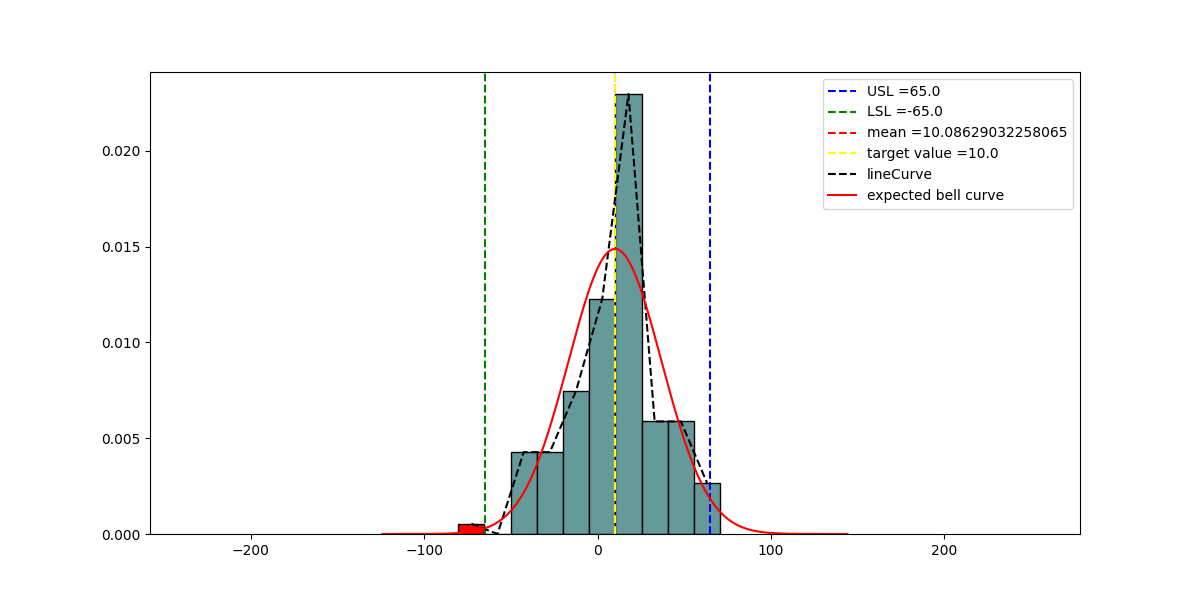 USL =65.0
LSL =-65.0
mean =10.08629032258065
target value =10.0
lineCurve
expected bell curve
0.020
0.015
0.010
0.005
0.000
−200
−100
0
100
200